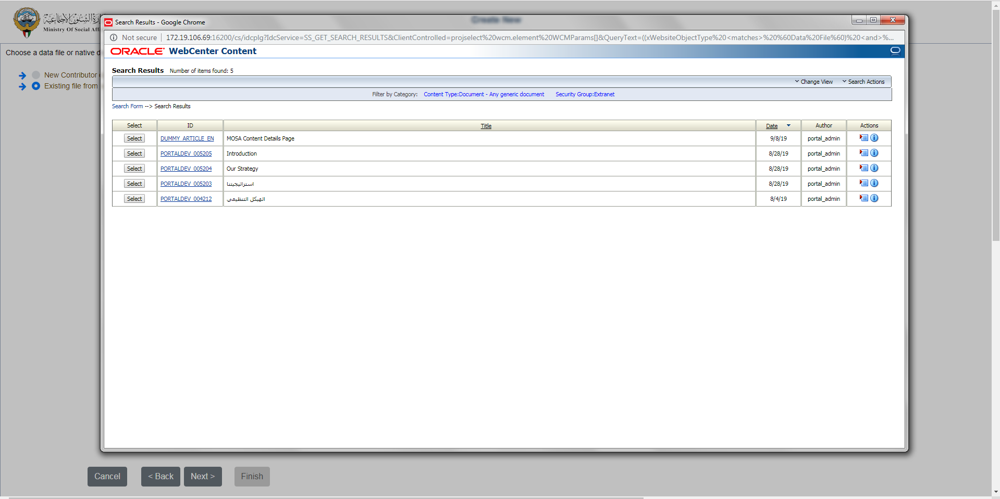 Ministry Of Social
Search Results - Google Chrome
Create New
Not secure
172.19.106.69:16200/cs/idcplg?IdcService=SS_GET_SEARCH_RESULTS&ClientControlled=projselect%20wcm.element%20WCMParams[]&QueryText=((xWebsiteObjectType%20<matches>%20%60Data%20File%60)%20<and>%...
ORACLE WebCenter Content
Choose a data file or native
New Contributor
Existing file from
Search Results Number of items found: 5
Change View Search Actions
Filter by Category: Content Type:Document - Any generic document Security Group:Extranet
Search Form --> Search Results
Select ID Title Date Author Actions
Select DUMMY_ARTICLE_EN MOSA Content Details Page 9/8/19 portal_admin
Select PORTALDEV_005205 Introduction 8/28/19 portal_admin
Select PORTALDEV_005204 Our Strategy 8/28/19 portal_admin
Select PORTALDEV_005203 استراتيجيتنا 8/28/19 portal_admin
Select PORTALDEV_004212 الهيكل التنظيمي 8/4/19 portal_admin
Cancel < Back Next > Finish